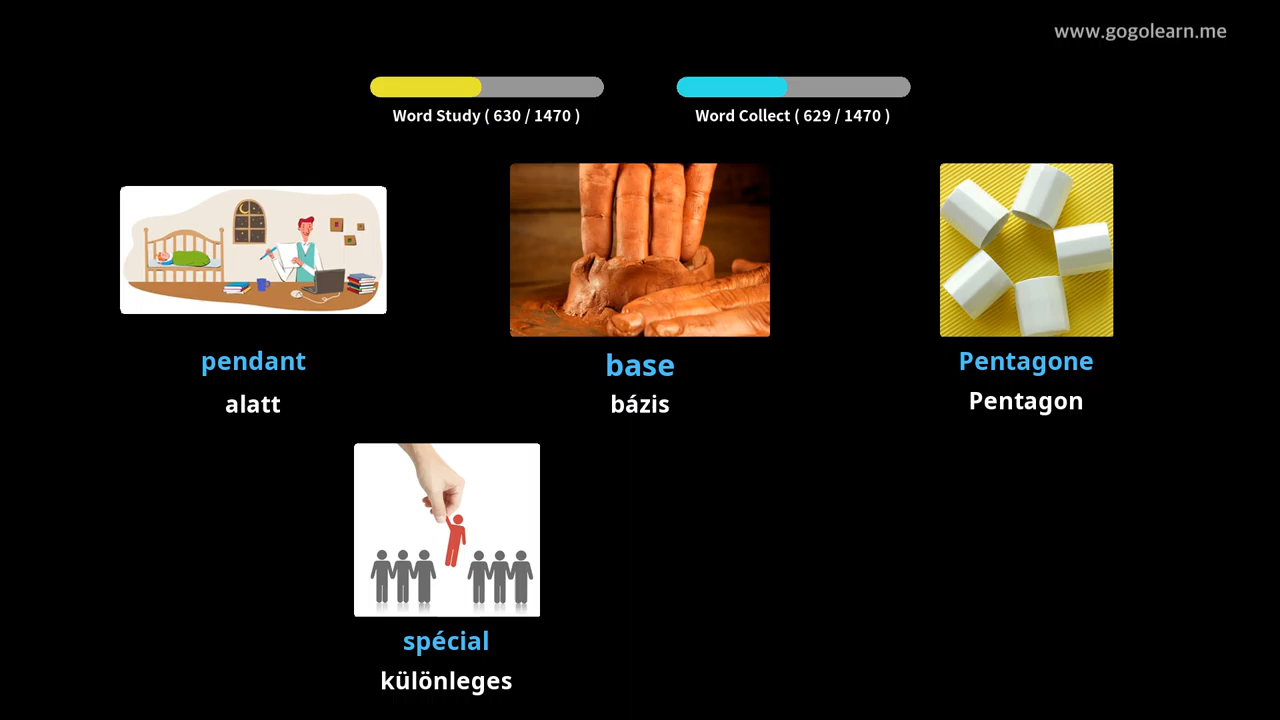 www.gogolearn.me
Word Study ( 630 / 1470 )
Word Collect ( 629 / 1470 )
pendant
alatt
base
bázis
Pentagone
Pentagon
spécial
különleges